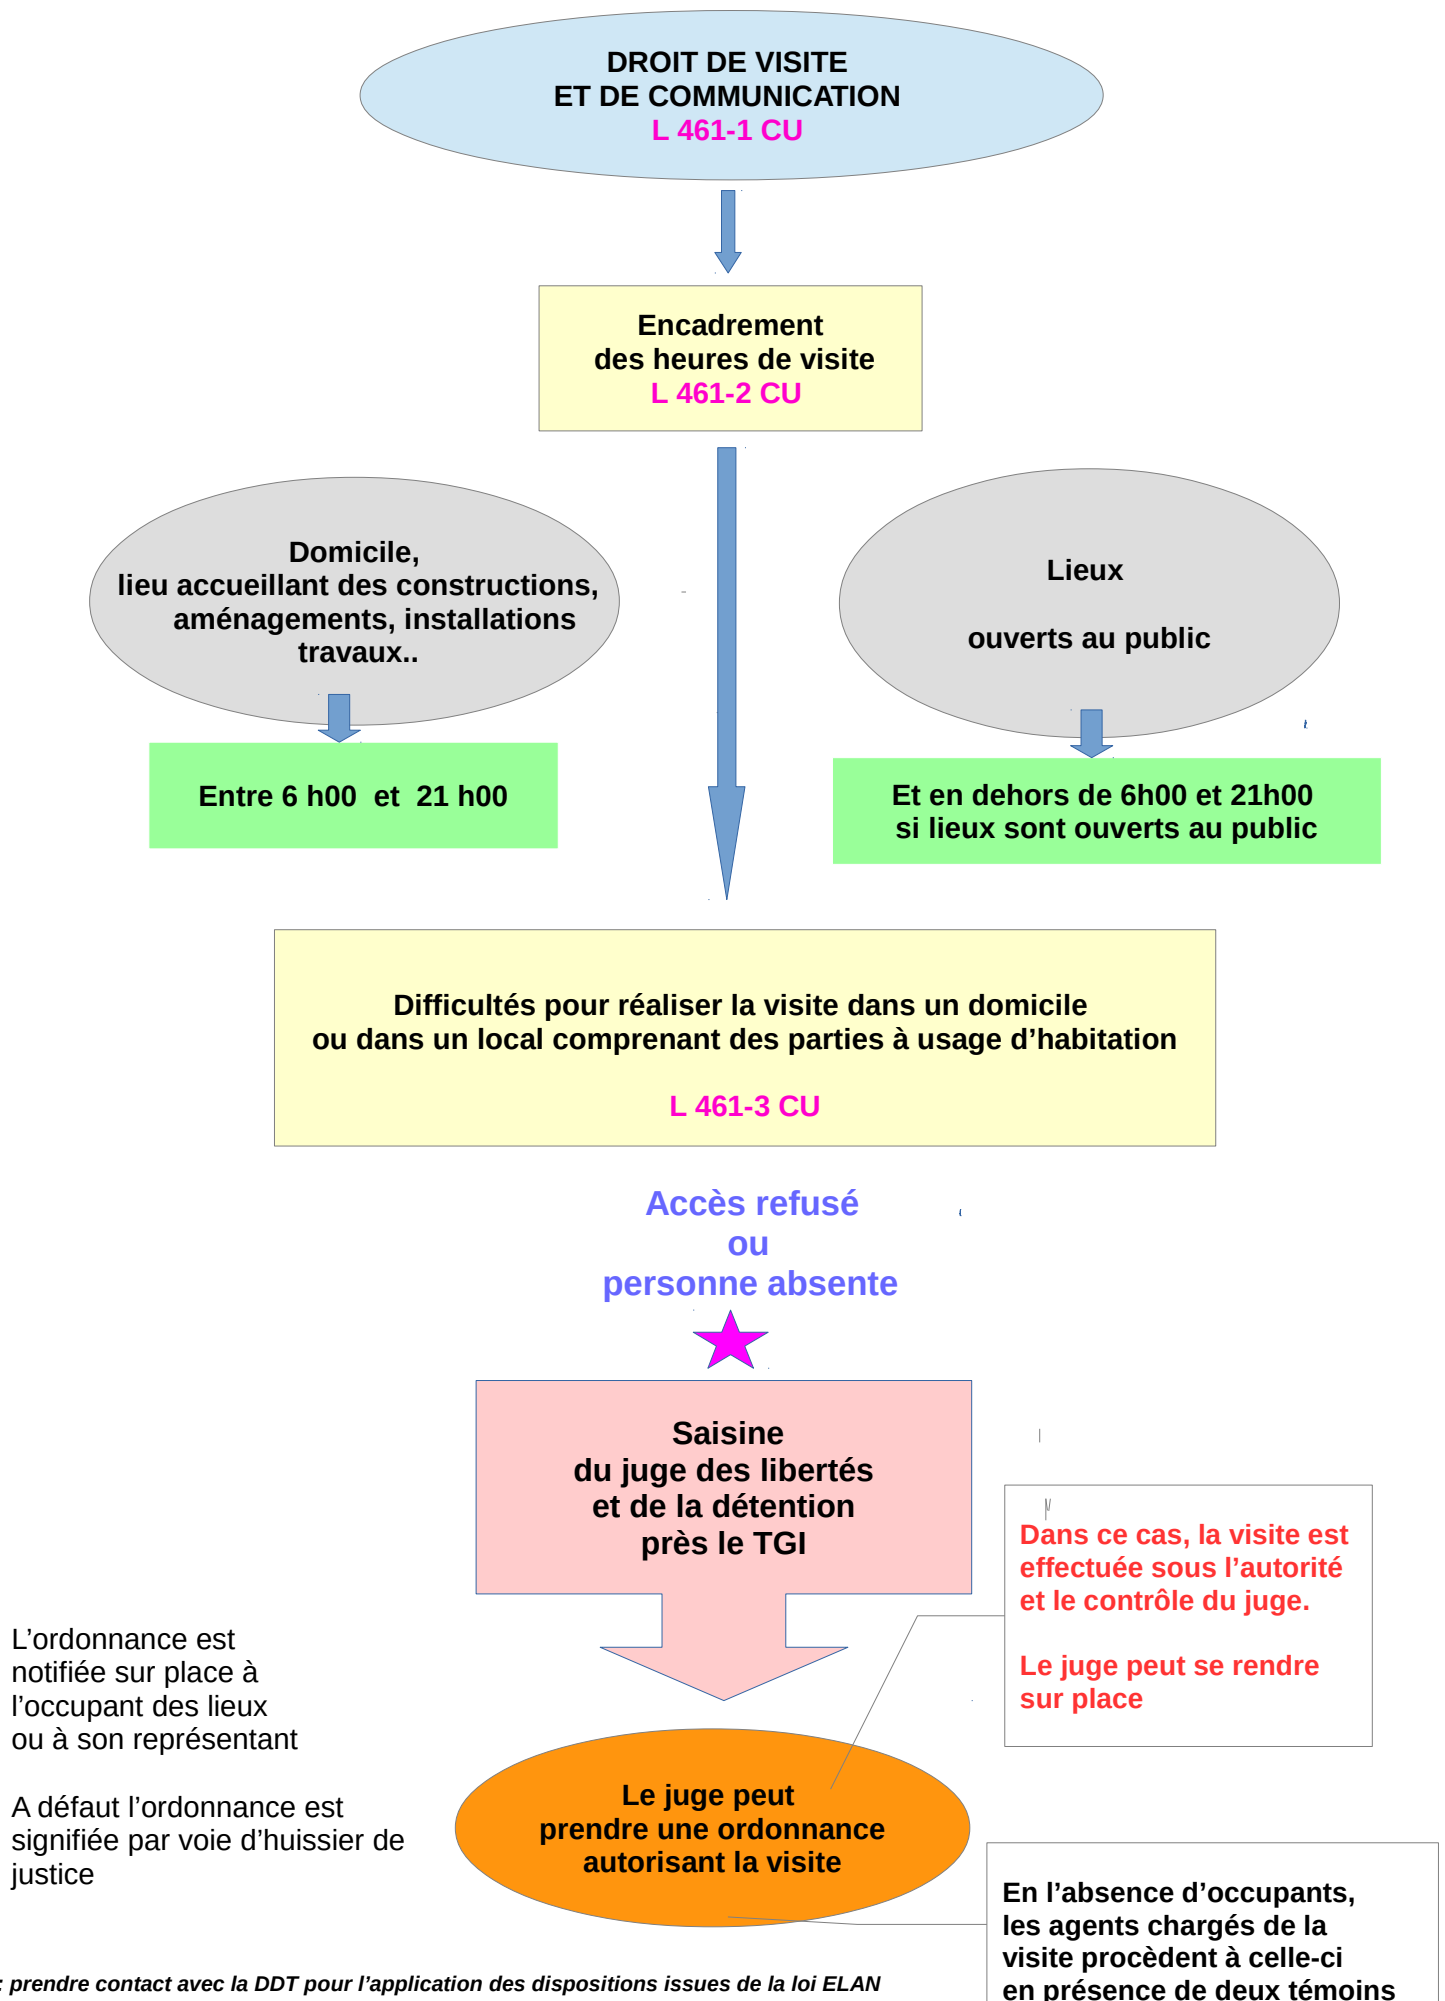 DROIT DE VISITE
ET DE COMMUNICATION
L 461-1 CU
Encadrement
des heures de visite
L 461-2 CU
Domicile,
lieu accueillant des constructions,
aménagements, installations
travaux..
Lieux
ouverts au public
Entre 6 h00 et 21 h00
Et en dehors de 6h00 et 21h00
si lieux sont ouverts au public
Difficultés pour réaliser la visite dans un domicile
ou dans un local comprenant des parties à usage d'habitation
L 461-3 CU
Accès refusé
ou
personne absente
Saisine
du juge des libertés
et de la détention
près le TGI
Dans ce cas, la visite est
effectuée sous l'autorité
et le contrôle du juge.
Le juge peut se rendre
sur place
L'ordonnance est
notifiée sur place à
l'occupant des lieux
ou à son représentant
A défaut l'ordonnance est
signifiée par voie d'huissier de
justice
Le juge peut
prendre une ordonnance
autorisant la visite
En l'absence d'occupants,
les agents chargés de la
visite procèdent à celle-ci
en présence de deux témoins
: prendre contact avec la DDT pour l'application des dispositions issues de la loi ELAN